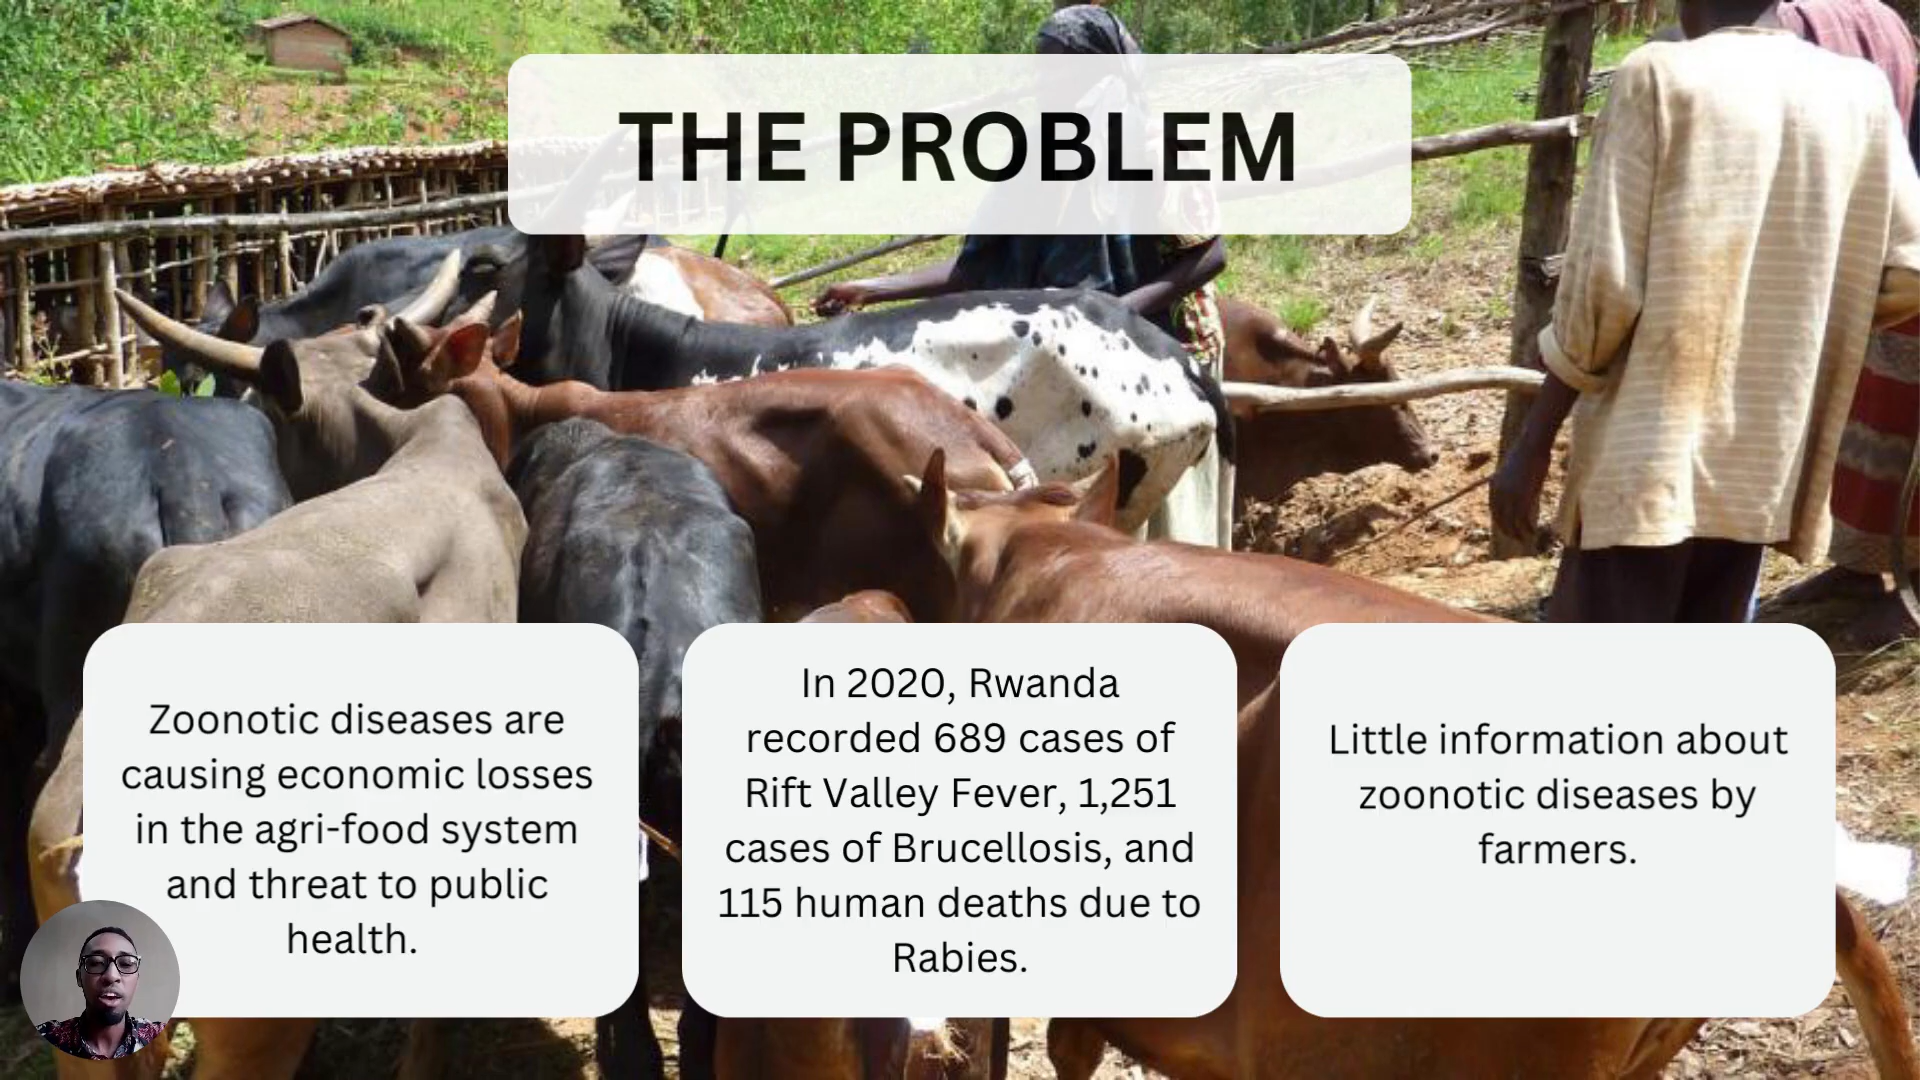 THE PROBLEM
Zoonotic diseases are
causing economic losses
in the agri-food system
and threat to public
health.
In 2020, Rwanda
recorded 689 cases of
Rift Valley Fever, 1,251
cases of Brucellosis, and
115 human deaths due to
Rabies.
Little information about
zoonotic diseases by
farmers.